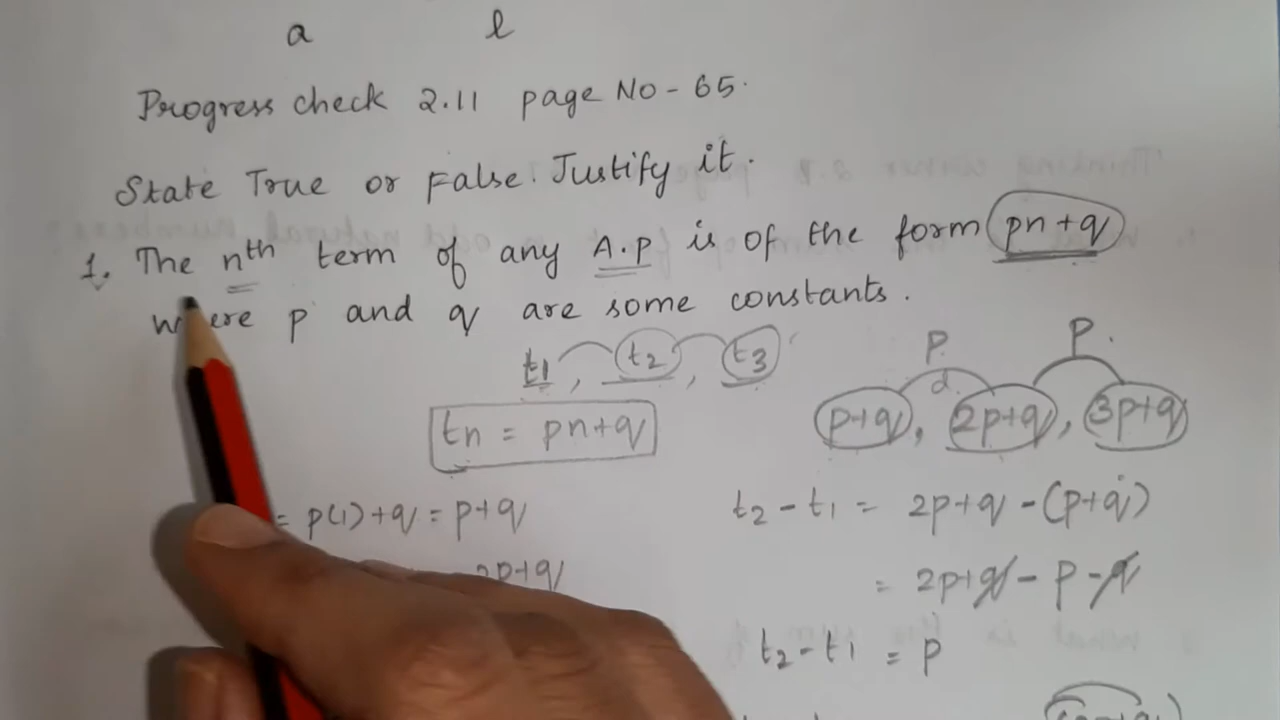 a l
Progress check 2.11 page No - 65.
State True or False. Justify it.
1. The nth term of any A.P is of the form pn+q
where p and q are some constants.
t1, t2, t3
P. P.
d
tn = pn+q
p+q, 2p+q, 3p+q
= p(1)+q = p+q
t2 - t1 = 2p+q - (p+q)
2p+q
= 2p+q - p - q
t2 - t1 = p